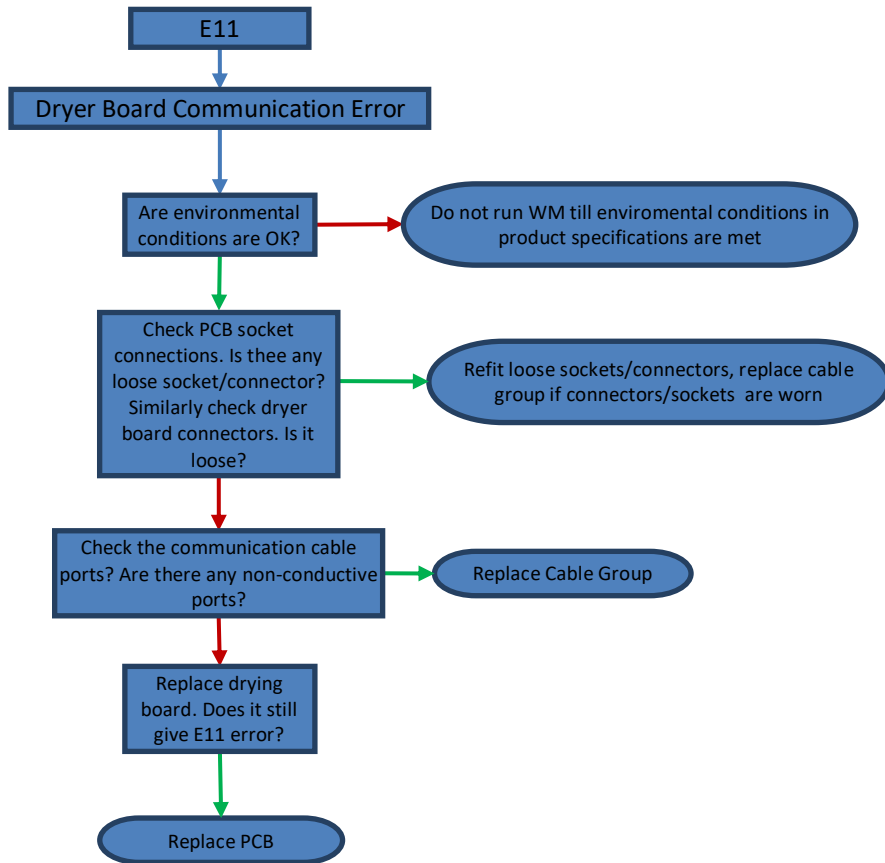 E11
Dryer Board Communication Error
Are environmental
conditions are OK?
Do not run WM till enviromental conditions in
product specifications are met
Check PCB socket
connections. Is thee any
loose socket/connector?
Similarly check dryer
board connectors. Is it
loose?
Refit loose sockets/connectors, replace cable
group if connectors/sockets are worn
Check the communication cable
ports? Are there any non-conductive
ports?
Replace Cable Group
Replace drying
board. Does it still
give E11 error?
Replace PCB